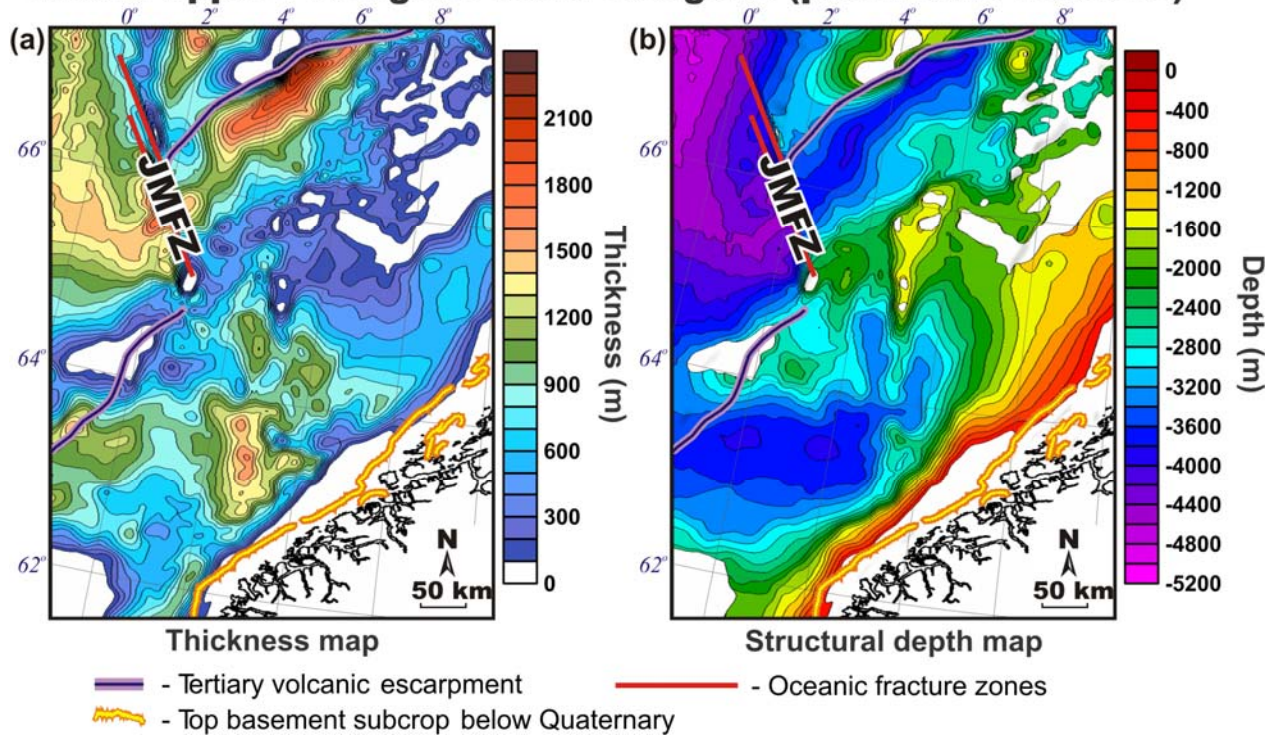 (a)
0° 2° 4° 6° 8°
66°
64°
62°
JMFZ
N
50 km
2100
1800
1500
1200
900
600
300
0
Thickness (m)
Thickness map
(b)
0° 2° 4° 6° 8°
66°
64°
62°
JMFZ
N
50 km
0
-400
-800
-1200
-1600
-2000
-2400
-2800
-3200
-3600
-4000
-4400
-4800
-5200
Depth (m)
Structural depth map
- Tertiary volcanic escarpment
- Oceanic fracture zones
- Top basement subcrop below Quaternary